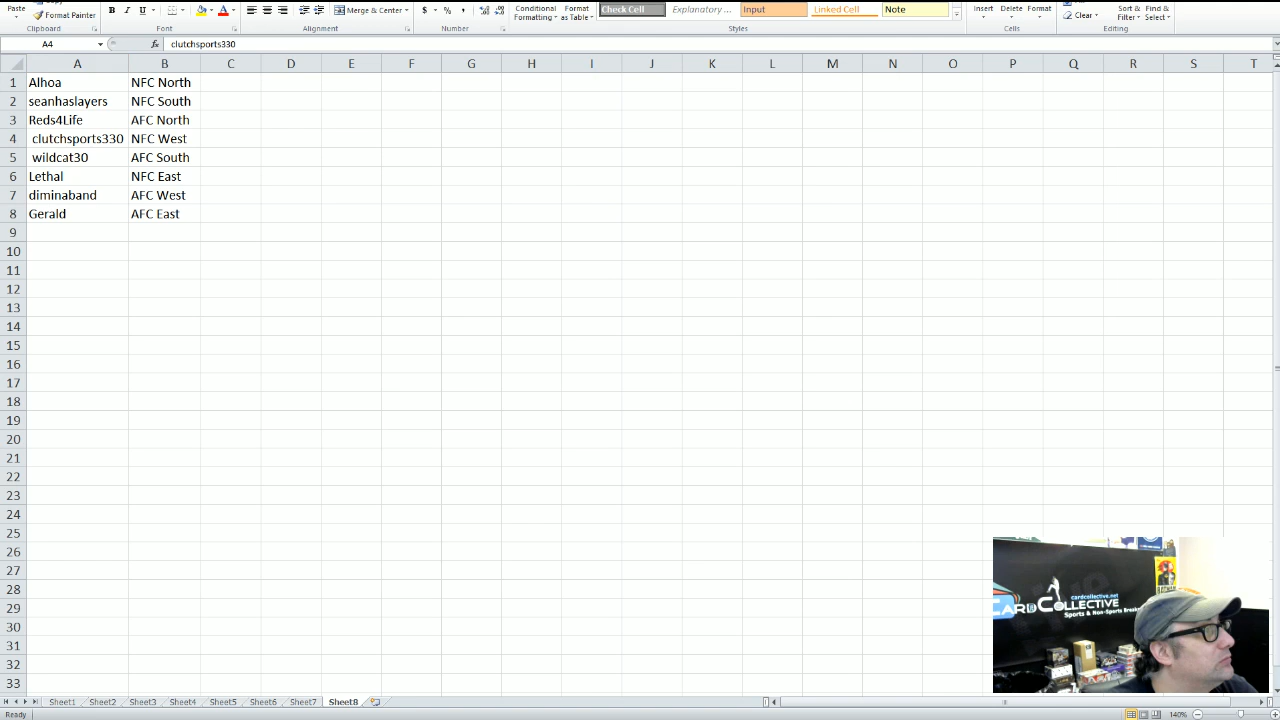 Paste
Format Painter
Clipboard
B I U A
Font
Merge & Center
Alignment
$ % ,
Number
Conditional Formatting
Format as Table
Check Cell
Explanatory ...
Input
Linked Cell
Note
Styles
Insert
Delete
Format
Cells
Clear
Sort & Filter
Find & Select
Editing
A4
fx
clutchsports330
A B C D E F G H I J K L M N O P Q R S T
1 Alhoa NFC North
2 seanhaslayers NFC South
3 Reds4Life AFC North
4 clutchsports330 NFC West
5 wildcat30 AFC South
6 Lethal NFC East
7 diminaband AFC West
8 Gerald AFC East
9
10
11
12
13
14
15
16
17
18
19
20
21
22
23
24
25
26
27
28
29
30
31
32
33
cardcollective.net
CARDCOLLECTIVE
Sports & Non-Sports Break
Sheet1 Sheet2 Sheet3 Sheet4 Sheet5 Sheet6 Sheet7 Sheet8
Ready
140%